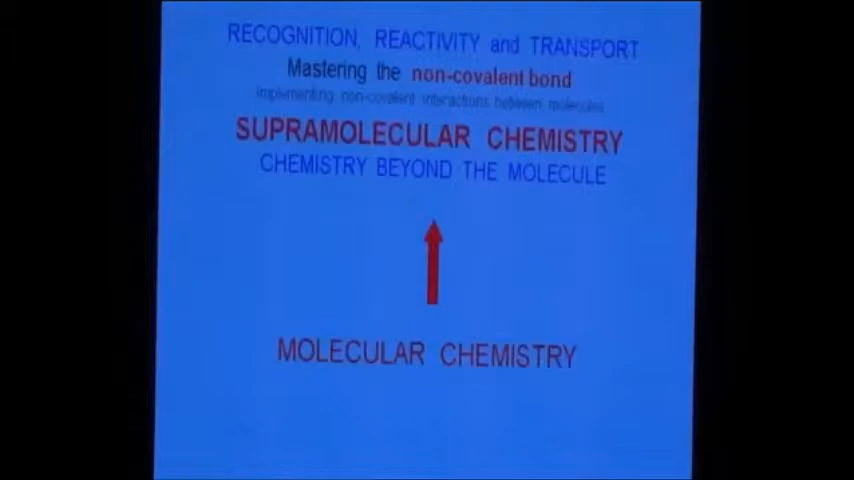 RECOGNITION, REACTIVITY and TRANSPORT
Mastering the non-covalent bond
implementing non-covalent interactions between molecules
SUPRAMOLECULAR CHEMISTRY
CHEMISTRY BEYOND THE MOLECULE
MOLECULAR CHEMISTRY